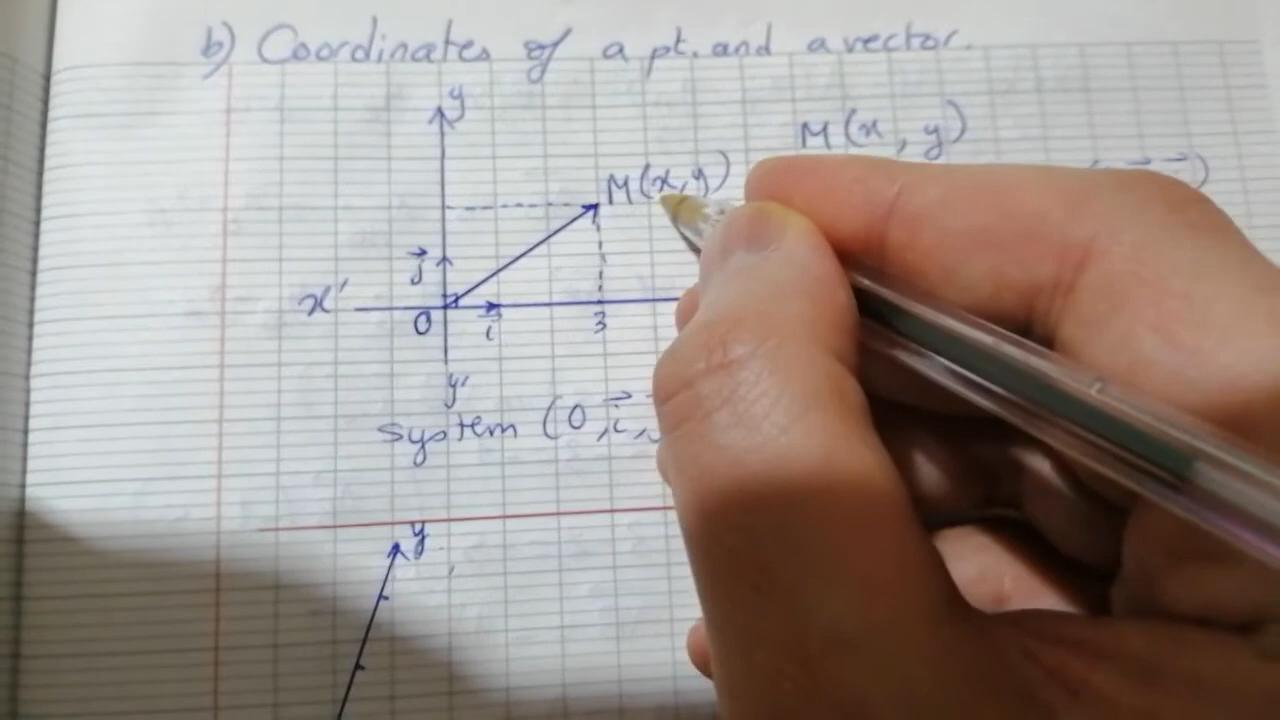 b) Coordinates of a pt. and a vector.
y
M(x, y)
M(x,y)
j
x'
O
i
3
y'
System (O, i,
y